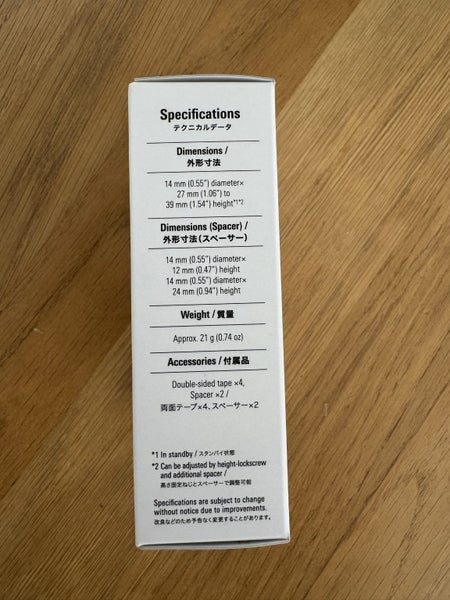 Specifications
テクニカルデータ
Dimensions /
外形寸法
14 mm (0.55") diameter×
27 mm (1.06") to
39 mm (1.54") height*1*2
Dimensions (Spacer) /
外形寸法(スペーサー)
14 mm (0.55") diameter×
12 mm (0.47") height
14 mm (0.55") diameter×
24 mm (0.94") height
Weight / 質量
Approx. 21 g (0.74 oz)
Accessories / 付属品
Double-sided tape ×4,
Spacer ×2 /
両面テープ×4、スペーサー×2
*1 In standby / スタンバイ状態
*2 Can be adjusted by height-lockscrew
and additional spacer /
高さ固定ねじとスペーサーで調整可能
Specifications are subject to change
without notice due to improvements.
改良などのため予告なく変更することがあります。